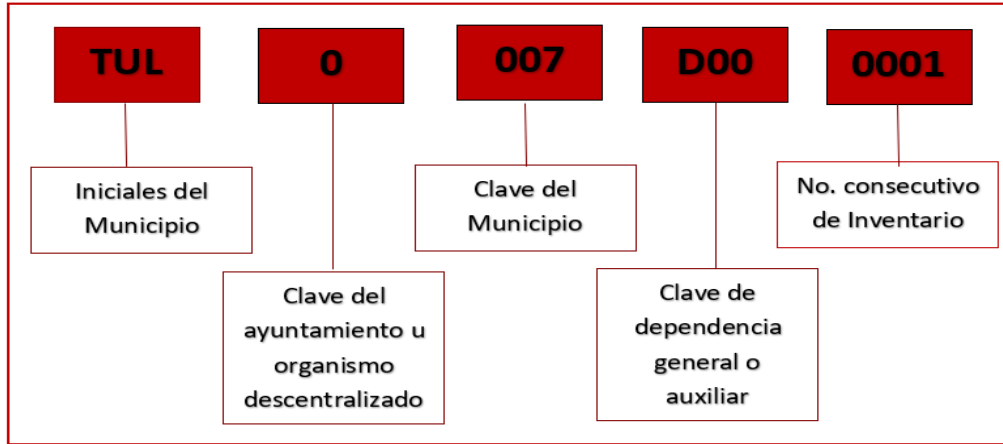 TUL
0
007
D00
0001
Iniciales del
Municipio
Clave del
Municipio
No. consecutivo
de Inventario
Clave del
ayuntamiento u
organismo
descentralizado
Clave de
dependencia
general o
auxiliar